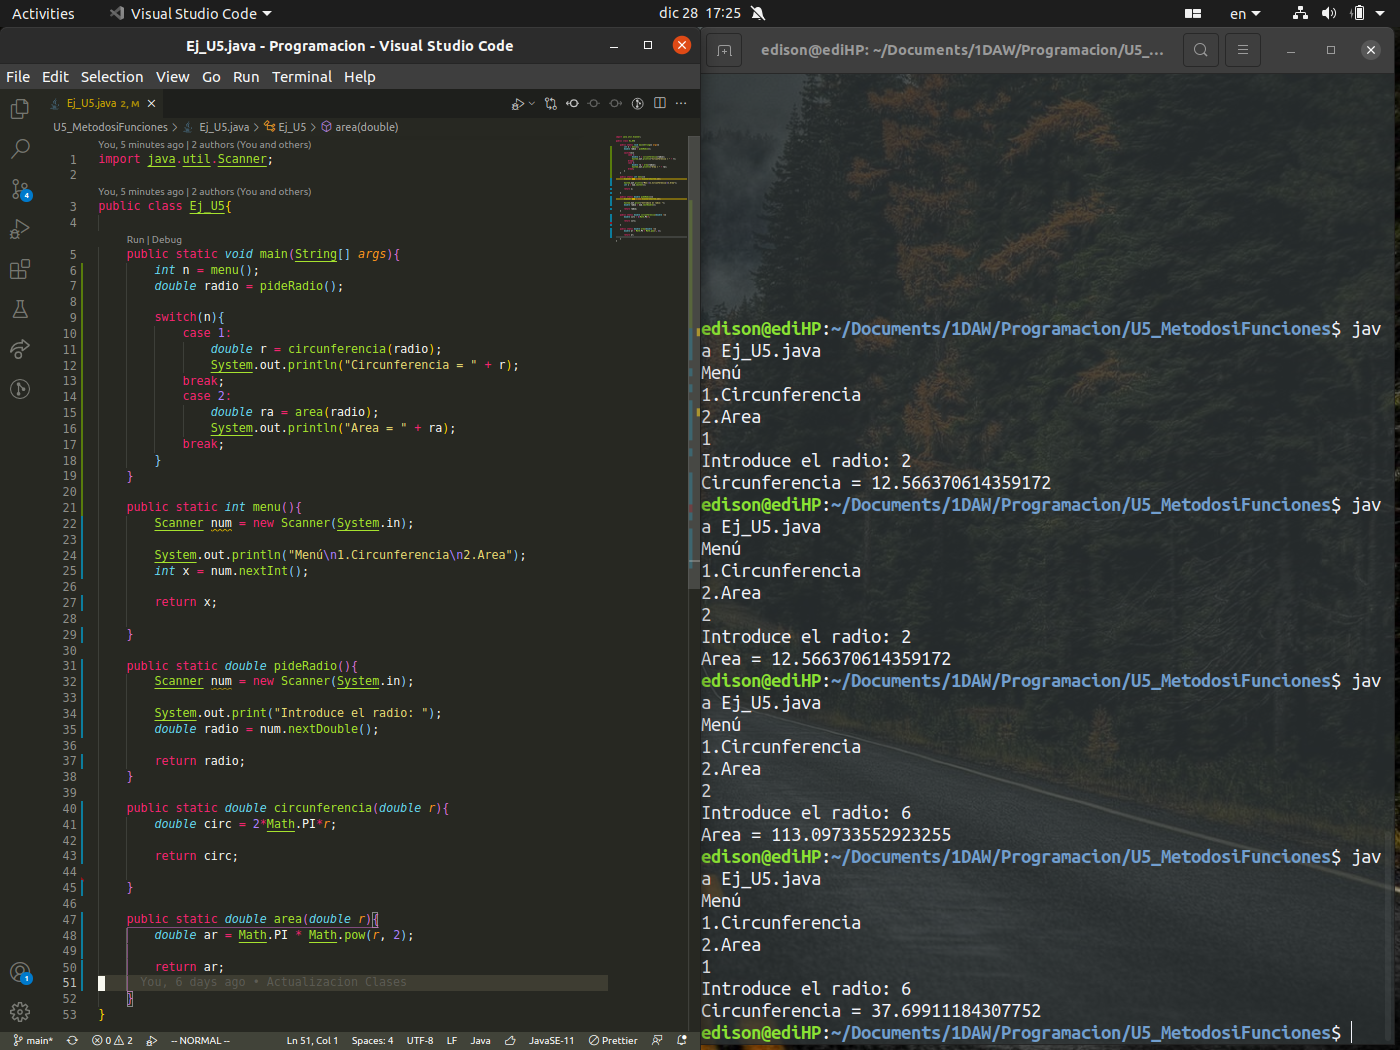 Activities
Visual Studio Code
dic 28 17:25
en
Ej_U5.java - Programacion - Visual Studio Code
File Edit Selection View Go Run Terminal Help
Ej_U5.java 2, M
U5_MetodosiFunciones > Ej_U5.java > Ej_U5 > area(double)
You, 5 minutes ago | 2 authors (You and others)
1 import java.util.Scanner;
2
You, 5 minutes ago | 2 authors (You and others)
3 public class Ej_U5{
4
Run | Debug
5 public static void main(String[] args){
6 int n = menu();
7 double radio = pideRadio();
8
9 switch(n){
10 case 1:
11 double r = circunferencia(radio);
12 System.out.println("Circunferencia = " + r);
13 break;
14 case 2:
15 double ra = area(radio);
16 System.out.println("Area = " + ra);
17 break;
18 }
19 }
20
21 public static int menu(){
22 Scanner num = new Scanner(System.in);
23
24 System.out.println("Menú\n1.Circunferencia\n2.Area");
25 int x = num.nextInt();
26
27 return x;
28
29 }
30
31 public static double pideRadio(){
32 Scanner num = new Scanner(System.in);
33
34 System.out.print("Introduce el radio: ");
35 double radio = num.nextDouble();
36
37 return radio;
38 }
39
40 public static double circunferencia(double r){
41 double circ = 2*Math.PI*r;
42
43 return circ;
44
45 }
46
47 public static double area(double r){
48 double ar = Math.PI * Math.pow(r, 2);
49
50 return ar;
51 You, 6 days ago • Actualización Clases
52 }
53 }
4
1
main* 0 2 -- NORMAL -- Ln 51, Col 1 Spaces: 4 UTF-8 LF Java JavaSE-11 Prettier
edison@ediHP: ~/Documents/1DAW/Programacion/U5_...
edison@ediHP:~/Documents/1DAW/Programacion/U5_MetodosiFunciones$ jav
a Ej_U5.java
Menú
1.Circunferencia
2.Area
1
Introduce el radio: 2
Circunferencia = 12.566370614359172
edison@ediHP:~/Documents/1DAW/Programacion/U5_MetodosiFunciones$ jav
a Ej_U5.java
Menú
1.Circunferencia
2.Area
2
Introduce el radio: 2
Area = 12.566370614359172
edison@ediHP:~/Documents/1DAW/Programacion/U5_MetodosiFunciones$ jav
a Ej_U5.java
Menú
1.Circunferencia
2.Area
2
Introduce el radio: 6
Area = 113.09733552923255
edison@ediHP:~/Documents/1DAW/Programacion/U5_MetodosiFunciones$ jav
a Ej_U5.java
Menú
1.Circunferencia
2.Area
1
Introduce el radio: 6
Circunferencia = 37.69911184307752
edison@ediHP:~/Documents/1DAW/Programacion/U5_MetodosiFunciones$